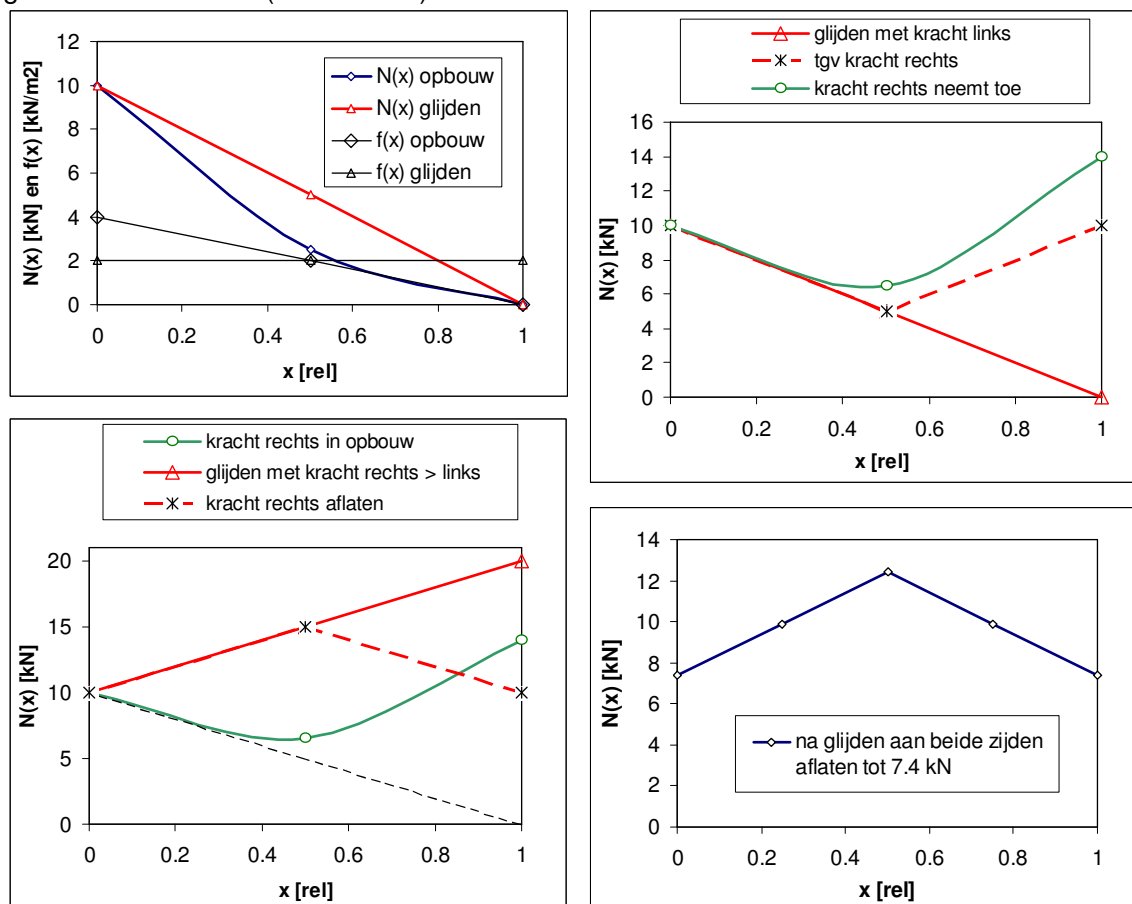 12
10
8
6
4
2
0
N(x) [kN] en f(x) [kN/m2]
N(x) opbouw
N(x) glijden
f(x) opbouw
f(x) glijden
0 0.2 0.4 0.6 0.8 1
x [rel]
glijden met kracht links
tgv kracht rechts
kracht rechts neemt toe
16
14
12
10
8
6
4
2
0
N(x) [kN]
0 0.2 0.4 0.6 0.8 1
x [rel]
kracht rechts in opbouw
glijden met kracht rechts > links
kracht rechts aflaten
20
15
10
5
0
N(x) [kN]
0 0.2 0.4 0.6 0.8 1
x [rel]
14
12
10
8
6
4
2
0
N(x) [kN]
na glijden aan beide zijden
aflaten tot 7.4 kN
0 0.2 0.4 0.6 0.8 1
x [rel]